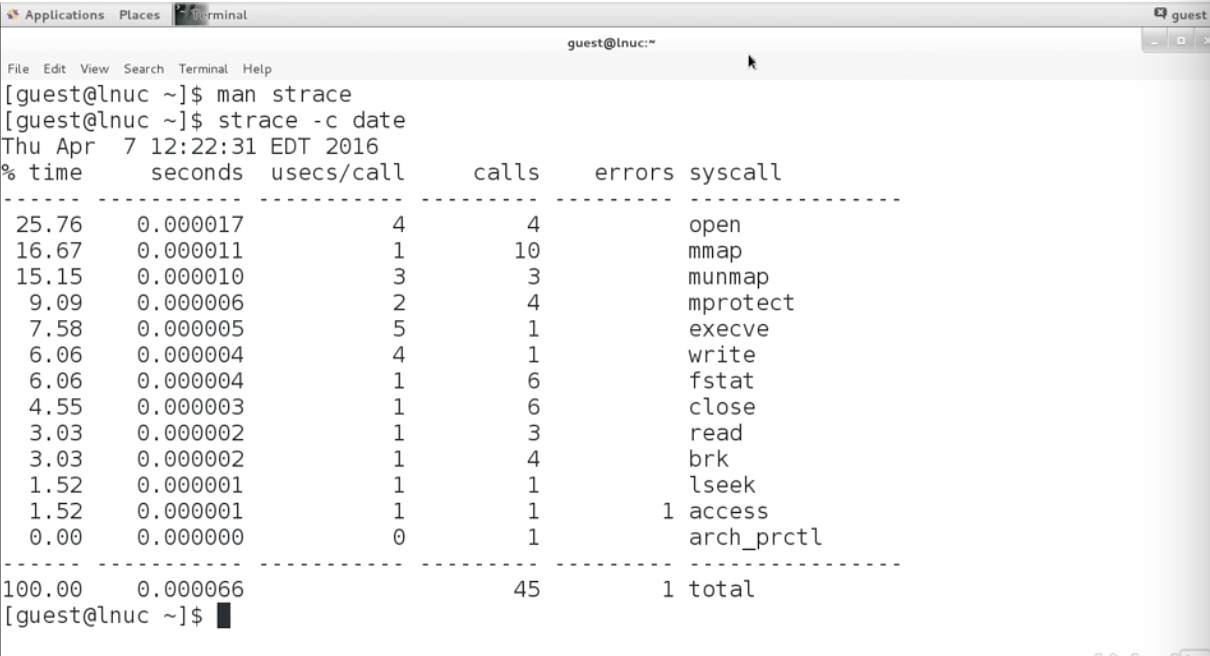 Applications Places Terminal guest
guest@lnuc:~
File Edit View Search Terminal Help
[guest@lnuc ~]$ man strace
[guest@lnuc ~]$ strace -c date
Thu Apr  7 12:22:31 EDT 2016
% time     seconds  usecs/call     calls    errors syscall
------ ----------- ----------- --------- --------- ----------------
 25.76    0.000017           4         4           open
 16.67    0.000011           1        10           mmap
 15.15    0.000010           3         3           munmap
  9.09    0.000006           2         4           mprotect
  7.58    0.000005           5         1           execve
  6.06    0.000004           4         1           write
  6.06    0.000004           1         6           fstat
  4.55    0.000003           1         6           close
  3.03    0.000002           1         3           read
  3.03    0.000002           1         4           brk
  1.52    0.000001           1         1           lseek
  1.52    0.000001           1         1         1 access
  0.00    0.000000           0         1           arch_prctl
------ ----------- ----------- --------- --------- ----------------
100.00    0.000066                    45         1 total
[guest@lnuc ~]$